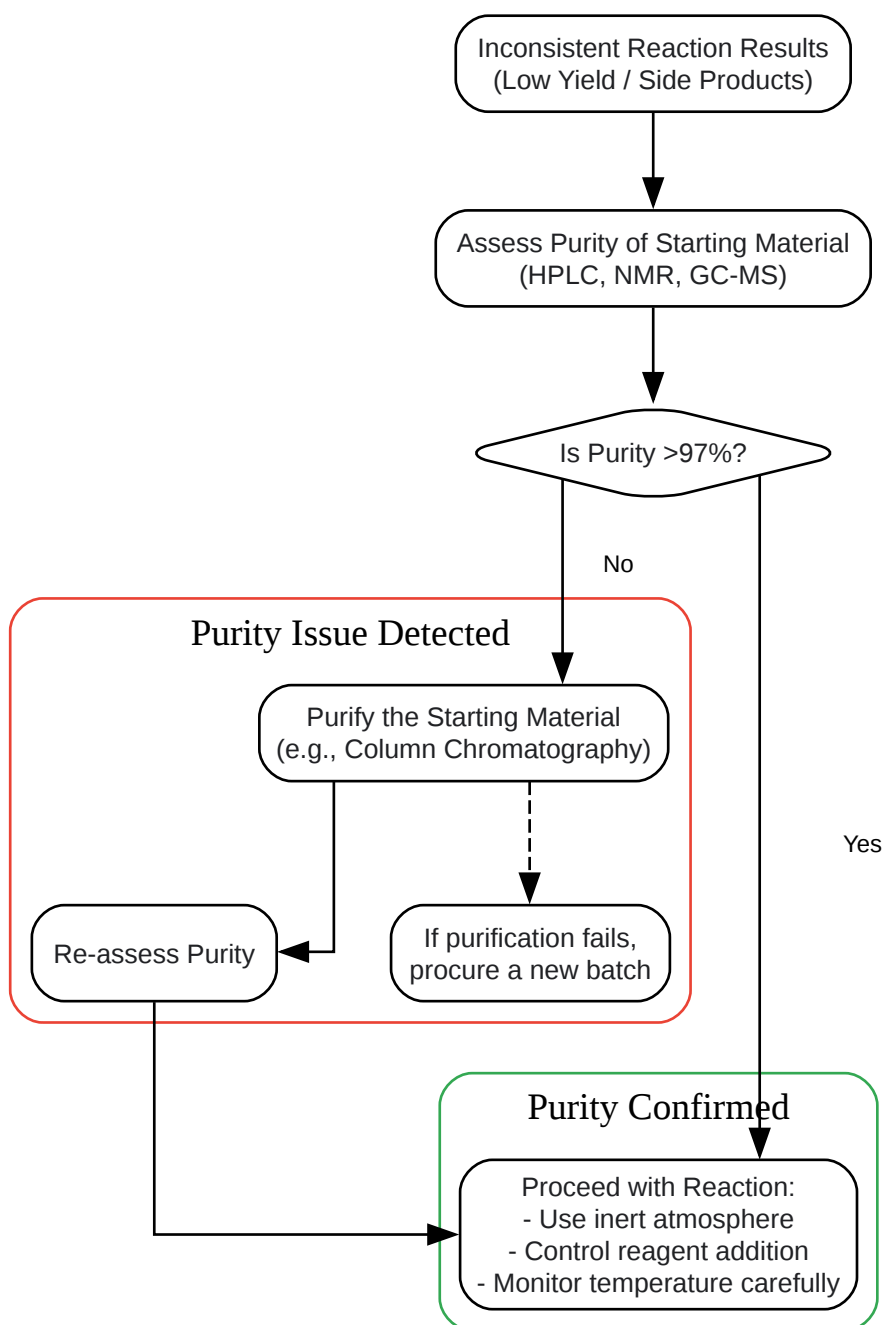 Inconsistent Reaction Results
(Low Yield / Side Products)
Assess Purity of Starting Material
(HPLC, NMR, GC-MS)
Is Purity >97%?
No
Purity Issue Detected
Purify the Starting Material
(e.g., Column Chromatography)
Yes
Re-assess Purity
If purification fails,
procure a new batch
Purity Confirmed
Proceed with Reaction:
- Use inert atmosphere
- Control reagent addition
- Monitor temperature carefully